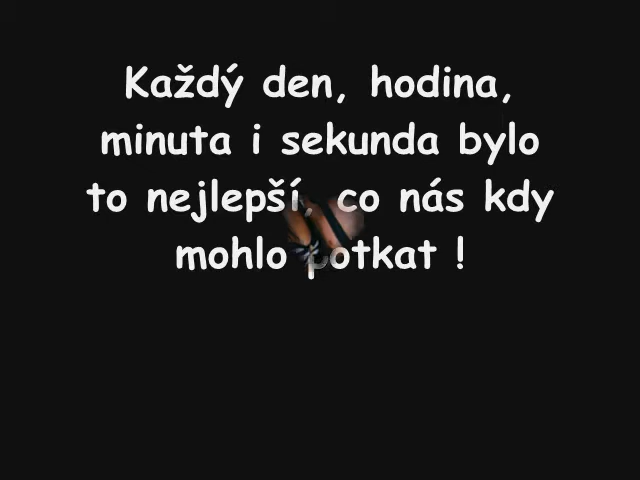 Každý den, hodina,
minuta i sekunda bylo
to nejlepší, co nás kdy
mohlo potkat !